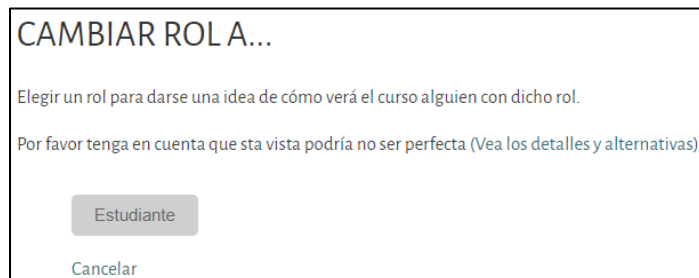 CAMBIAR ROL A...
Elegir un rol para darse una idea de cómo verá el curso alguien con dicho rol.
Por favor tenga en cuenta que sta vista podría no ser perfecta (Vea los detalles y alternativas)
Estudiante
Cancelar